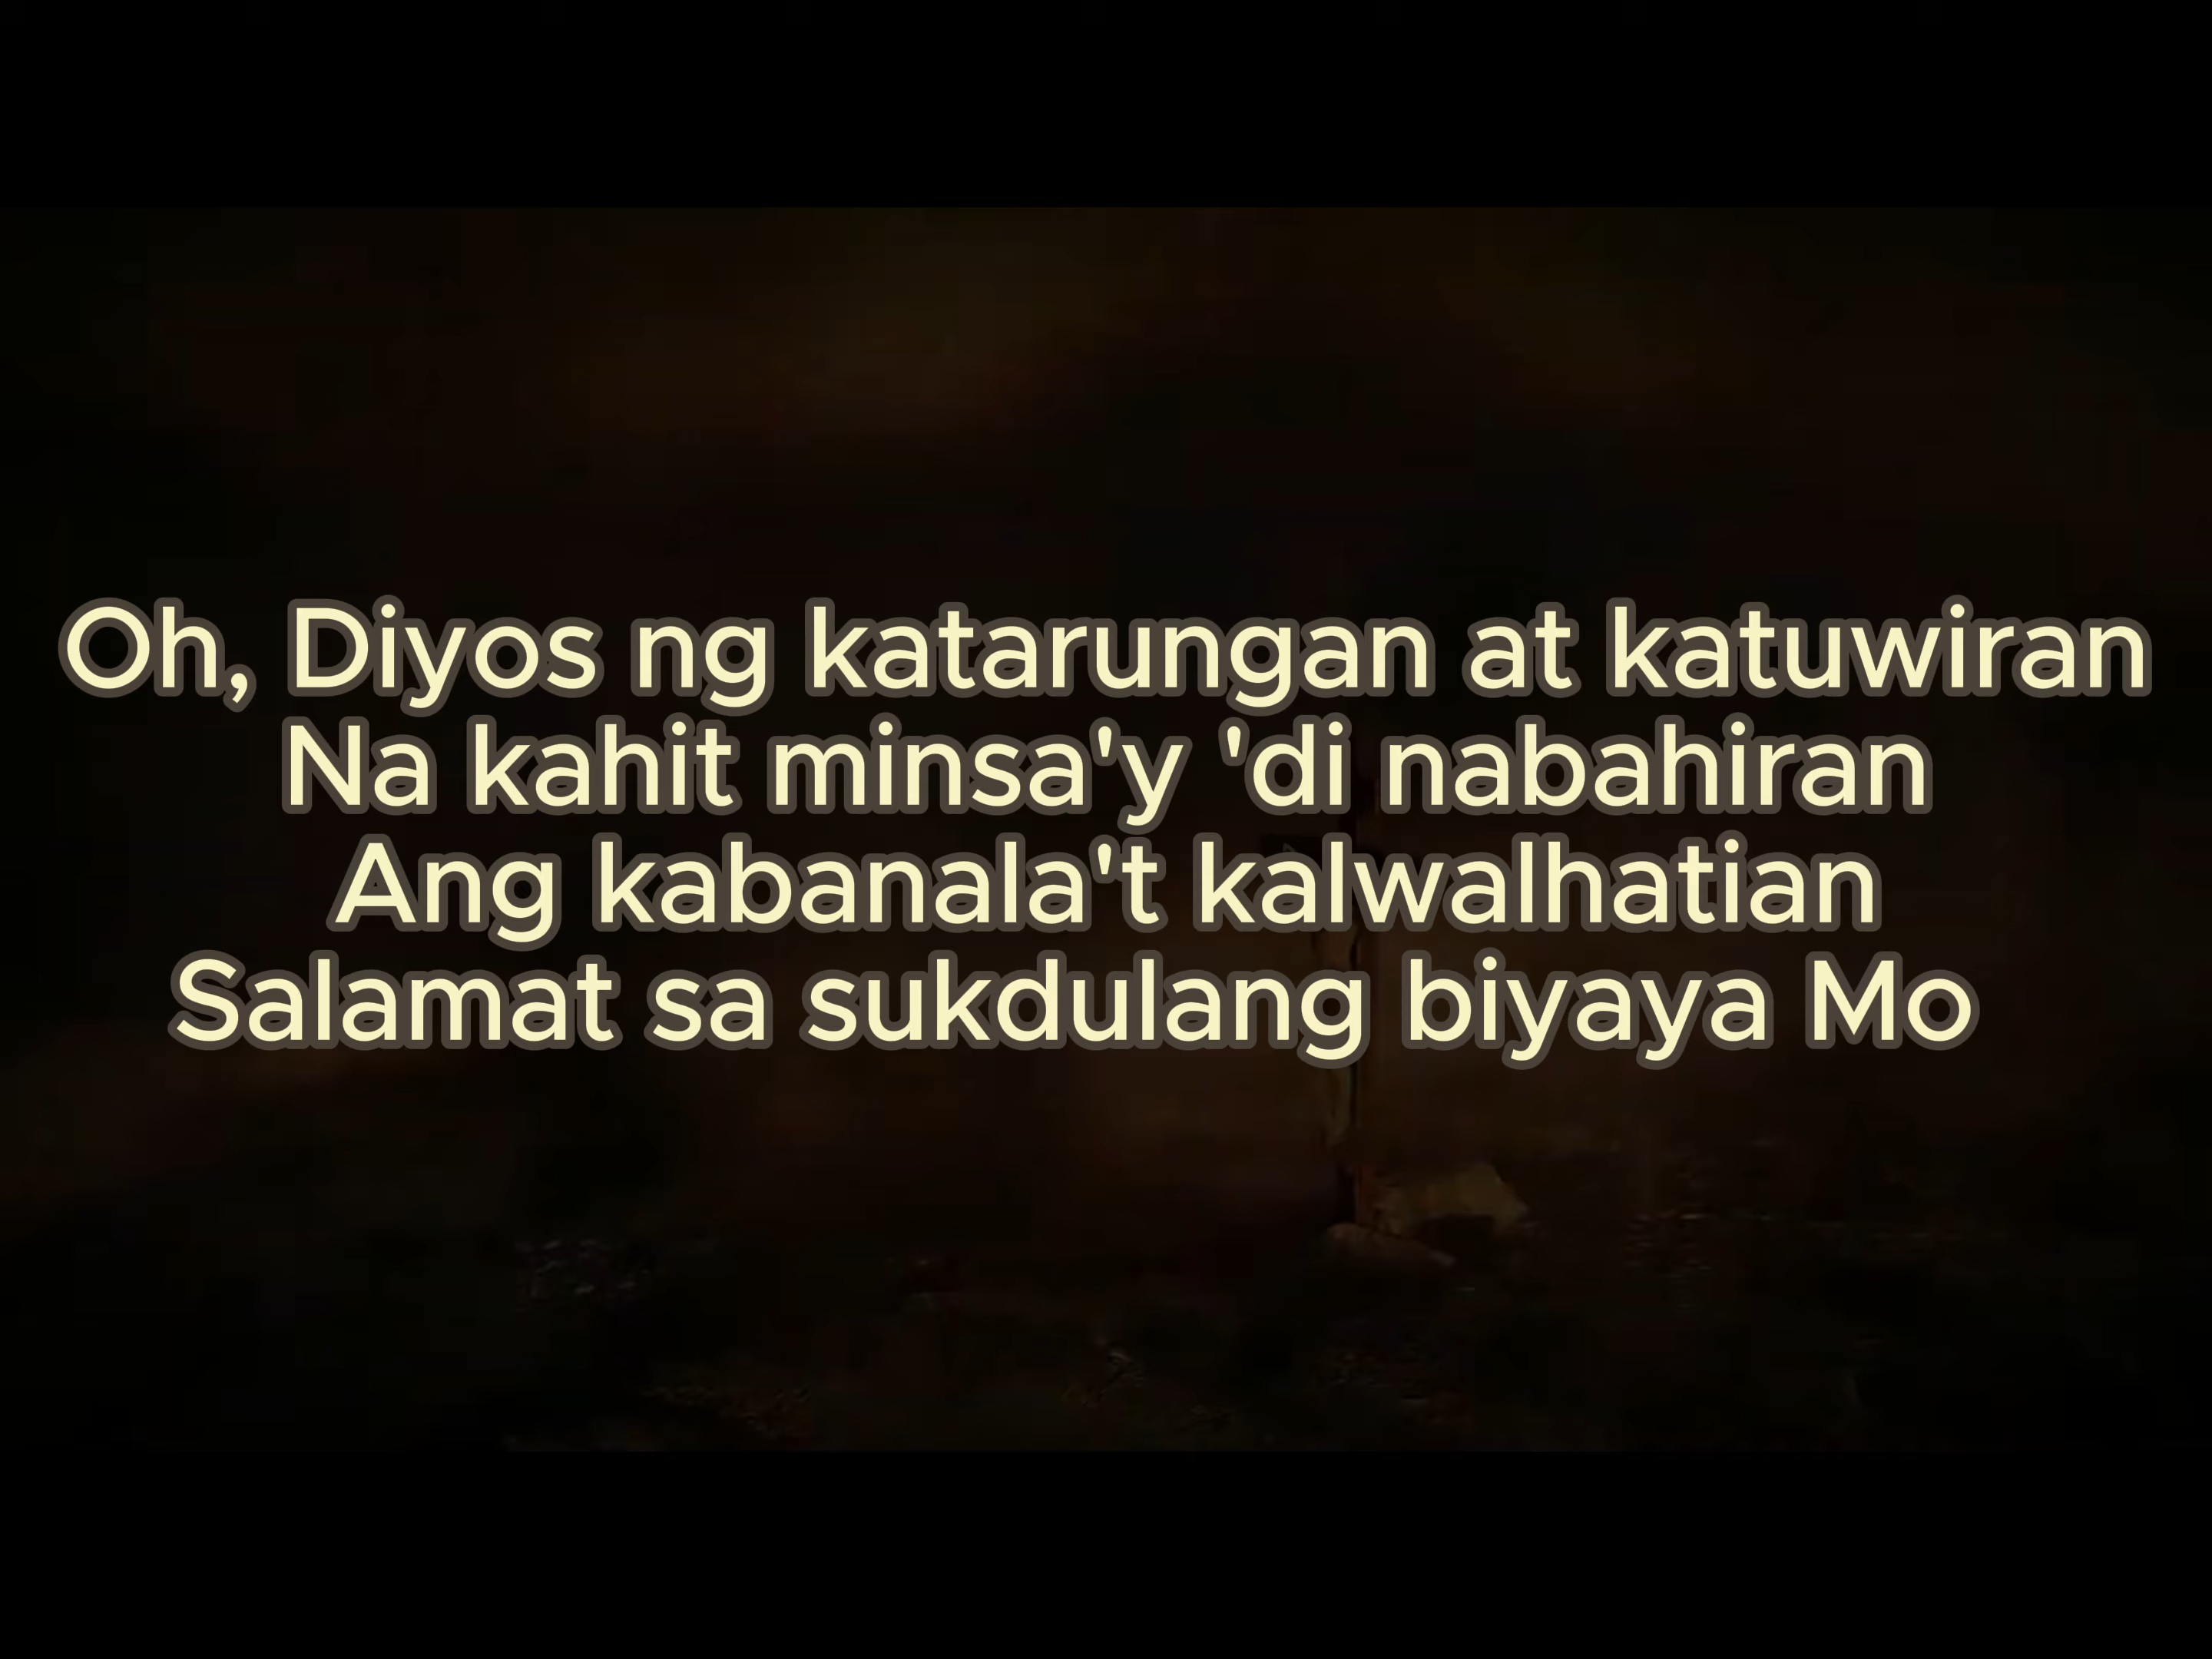 Oh, Diyos ng katarungan at katuwiran
Na kahit minsa'y 'di nabahiran
Ang kabanala't kalwalhatian
Salamat sa sukdulang biyaya Mo